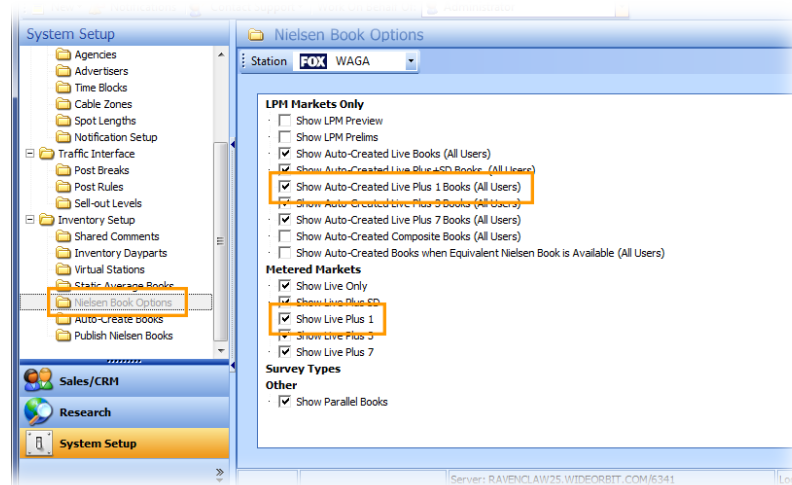 System Setup
Agencies
Advertisers
Time Blocks
Cable Zones
Spot Lengths
Notification Setup
Traffic Interface
Post Breaks
Post Rules
Sell-out Levels
Inventory Setup
Shared Comments
Inventory Dayparts
Virtual Stations
Static Average Books
Nielsen Book Options
Auto-Create Books
Publish Nielsen Books
Sales/CRM
Research
System Setup
Nielsen Book Options
Station FOX WAGA
LPM Markets Only
Show LPM Preview
Show LPM Prelims
Show Auto-Created Live Books (All Users)
Show Auto-Created Live Plus+SD Books (All Users)
Show Auto-Created Live Plus 1 Books (All Users)
Show Auto-Created Live Plus 3 Books (All Users)
Show Auto-Created Live Plus 7 Books (All Users)
Show Auto-Created Composite Books (All Users)
Show Auto-Created Books when Equivalent Nielsen Book is Available (All Users)
Metered Markets
Show Live Only
Show Live Plus SD
Show Live Plus 1
Show Live Plus 3
Show Live Plus 7
Survey Types
Other
Show Parallel Books
Server: RAVENCLAW25.WIDEORBIT.COM/6341